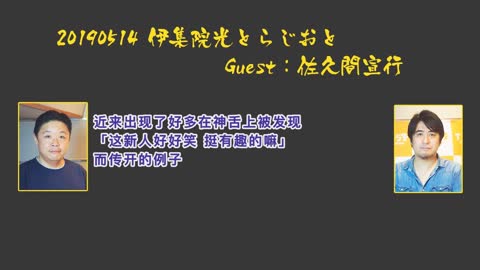 20190514 伊集院光とらじおと
Guest：佐久間宣行
近来出现了好多在神舌上被发现
「这新人好好笑 挺有趣的嘛」
而传开的例子